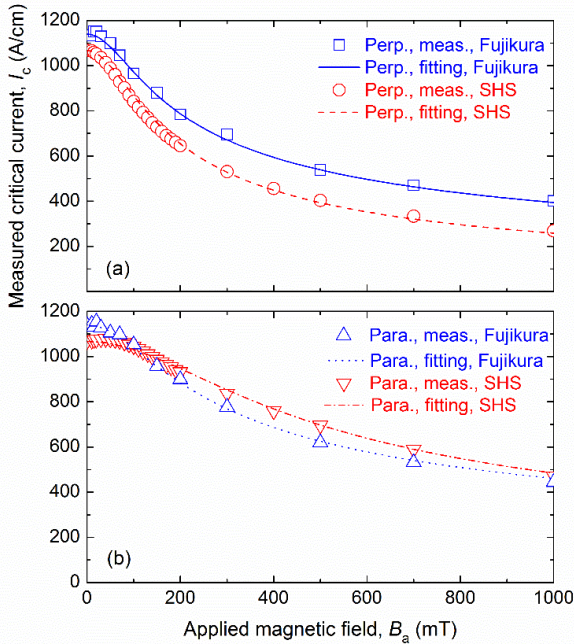 Measured critical current, Ic (A/cm)
1200
1000
800
600
400
200
Perp., meas., Fujikura
Perp., fitting, Fujikura
Perp., meas., SHS
Perp., fitting, SHS
(a)
1200
1000
800
600
400
200
0
Para., meas., Fujikura
Para., fitting, Fujikura
Para., meas., SHS
Para., fitting, SHS
(b)
0 200 400 600 800 1000
Applied magnetic field, Ba (mT)